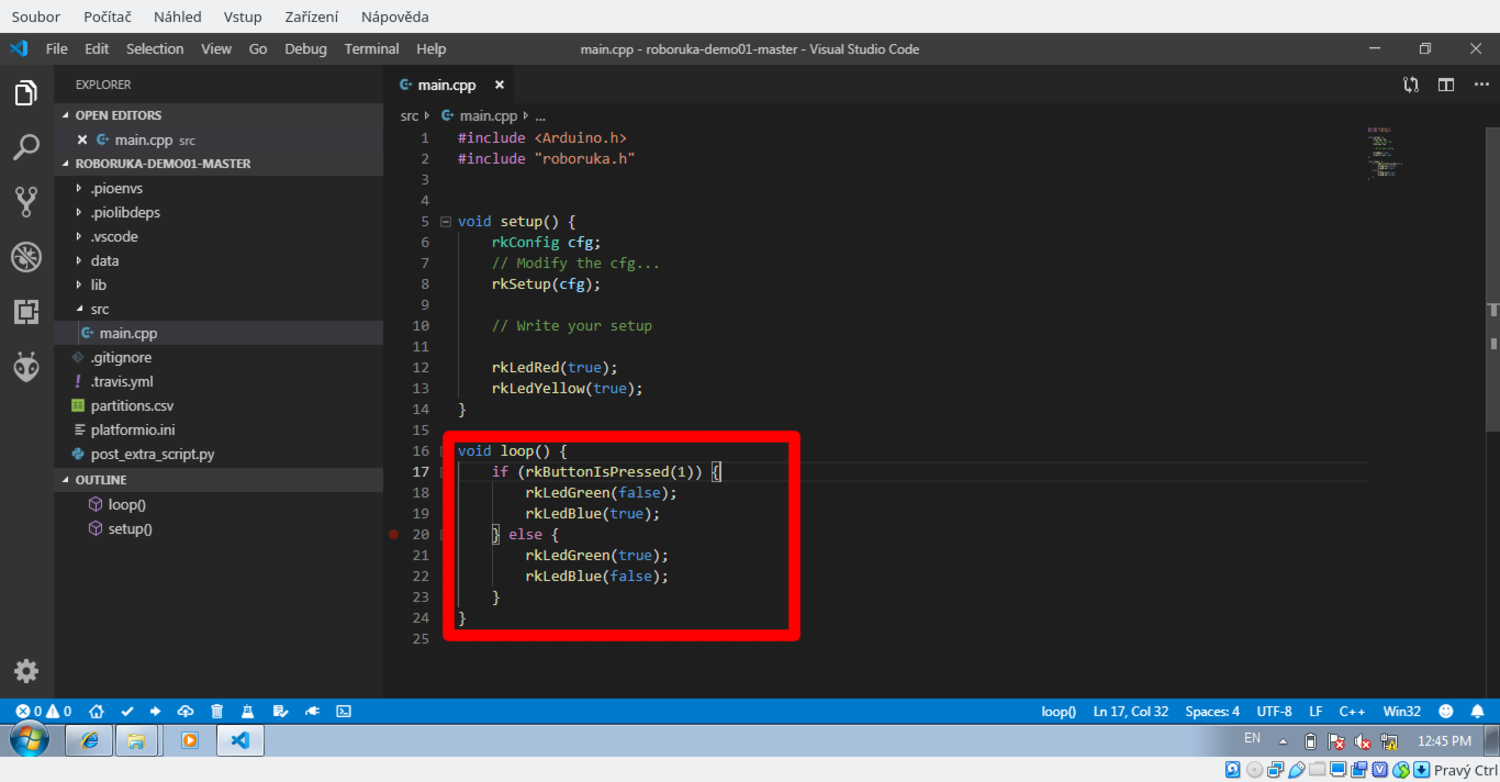 Soubor Počítač Náhled Vstup Zařízení Nápověda
File Edit Selection View Go Debug Terminal Help main.cpp - roboruka-demo01-master - Visual Studio Code
EXPLORER
OPEN EDITORS
main.cpp src
ROBORUKA-DEMO01-MASTER
.pioenvs
.piolibdeps
.vscode
data
lib
src
main.cpp
.gitignore
.travis.yml
partitions.csv
platformio.ini
post_extra_script.py
OUTLINE
loop()
setup()
main.cpp
src main.cpp ...
1 #include <Arduino.h>
2 #include "roboruka.h"
3
4
5 void setup() {
6 rkConfig cfg;
7 // Modify the cfg...
8 rkSetup(cfg);
9
10 // Write your setup
11
12 rkLedRed(true);
13 rkLedYellow(true);
14 }
15
16 void loop() {
17 if (rkButtonIsPressed(1)) {
18 rkLedGreen(false);
19 rkLedBlue(true);
20 } else {
21 rkLedGreen(true);
22 rkLedBlue(false);
23 }
24 }
25
0 0 loop() Ln 17, Col 32 Spaces: 4 UTF-8 LF C++ Win32
EN 12:45 PM
Pravý Ctrl